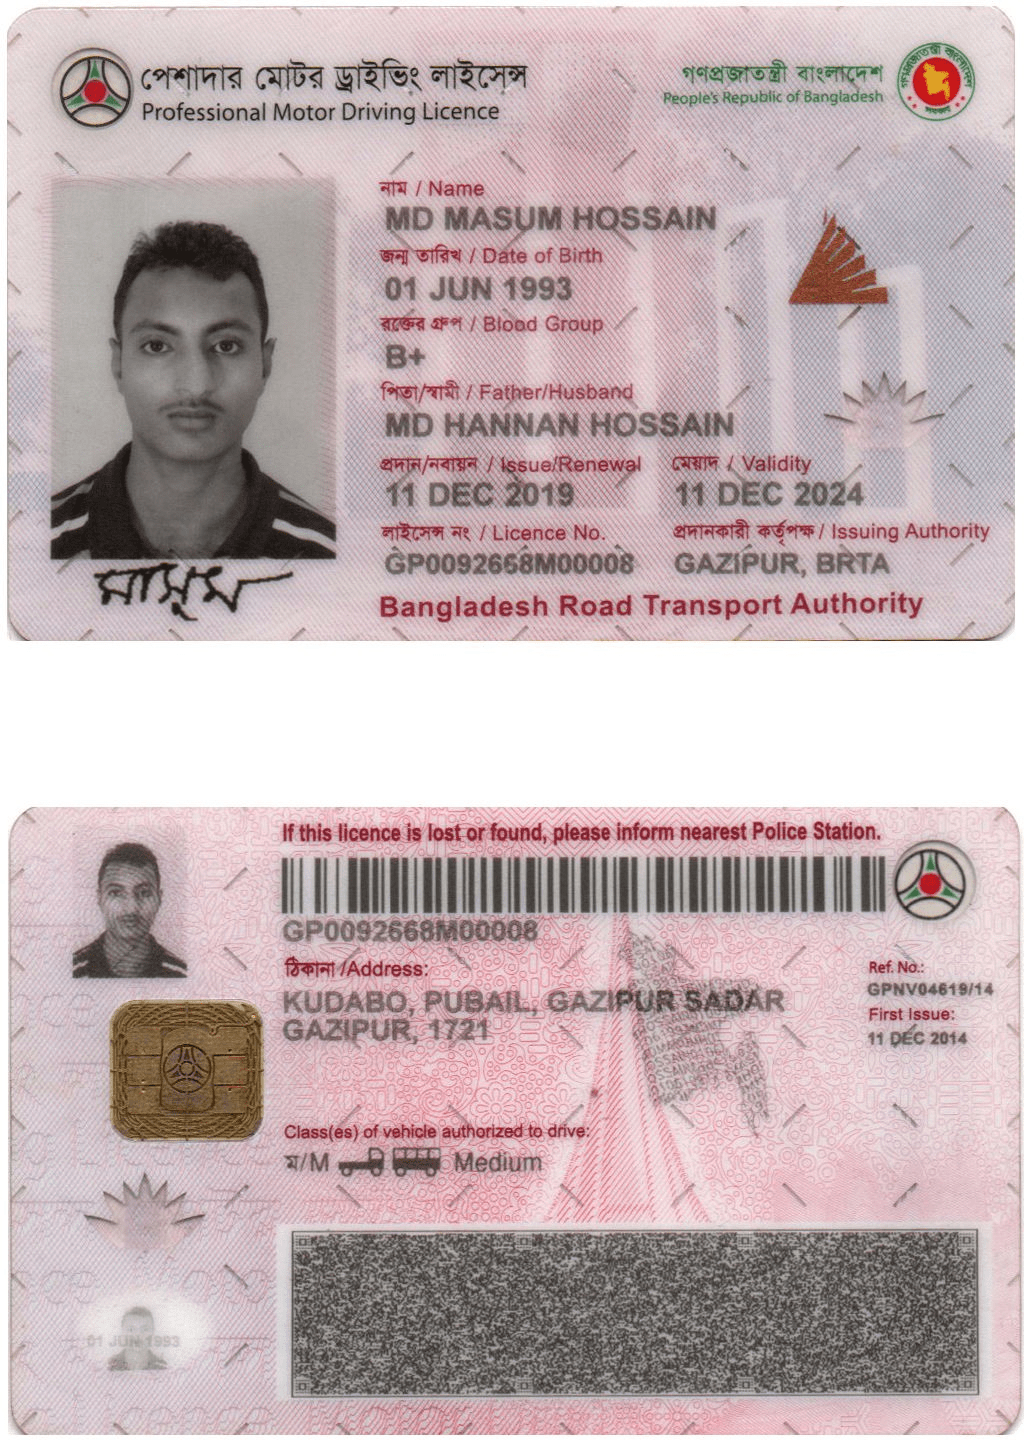 পেশাদার মোটর ড্রাইভিং লাইসেন্স
Professional Motor Driving Licence
গণপ্রজাতন্ত্রী বাংলাদেশ
People's Republic of Bangladesh
নাম / Name
MD MASUM HOSSAIN
জন্ম তারিখ / Date of Birth
01 JUN 1993
রক্তের গ্রুপ / Blood Group
B+
পিতা/স্বামী / Father/Husband
MD HANNAN HOSSAIN
প্রদান/নবায়ন / Issue/Renewal মেয়াদ / Validity
11 DEC 2019 11 DEC 2024
লাইসেন্স নং / Licence No. প্রদানকারী কর্তৃপক্ষ / Issuing Authority
GP0092668M00008 GAZIPUR, BRTA
মাসুম
Bangladesh Road Transport Authority
If this licence is lost or found, please inform nearest Police Station.
GP0092668M00008
ঠিকানা /Address:
KUDABO, PUBAIL, GAZIPUR SADAR
GAZIPUR, 1721
Ref. No.:
GPNV04619/14
First Issue:
11 DEC 2014
Class(es) of vehicle authorized to drive:
ম/M Medium
01 JUN 1993